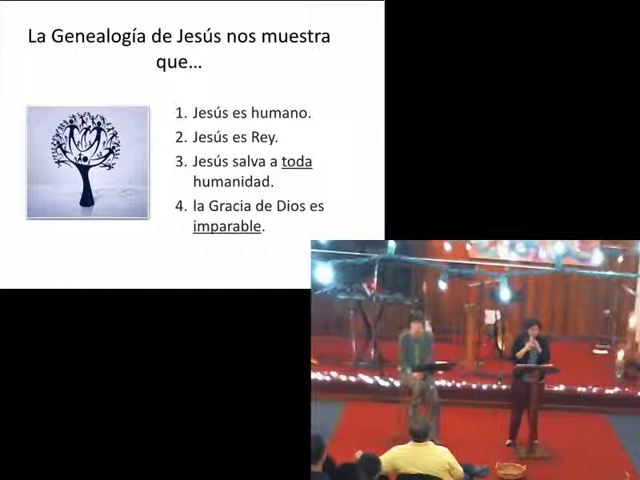 La Genealogía de Jesús nos muestra
que...
1. Jesús es humano.
2. Jesús es Rey.
3. Jesús salva a toda
humanidad.
4. la Gracia de Dios es
imparable.